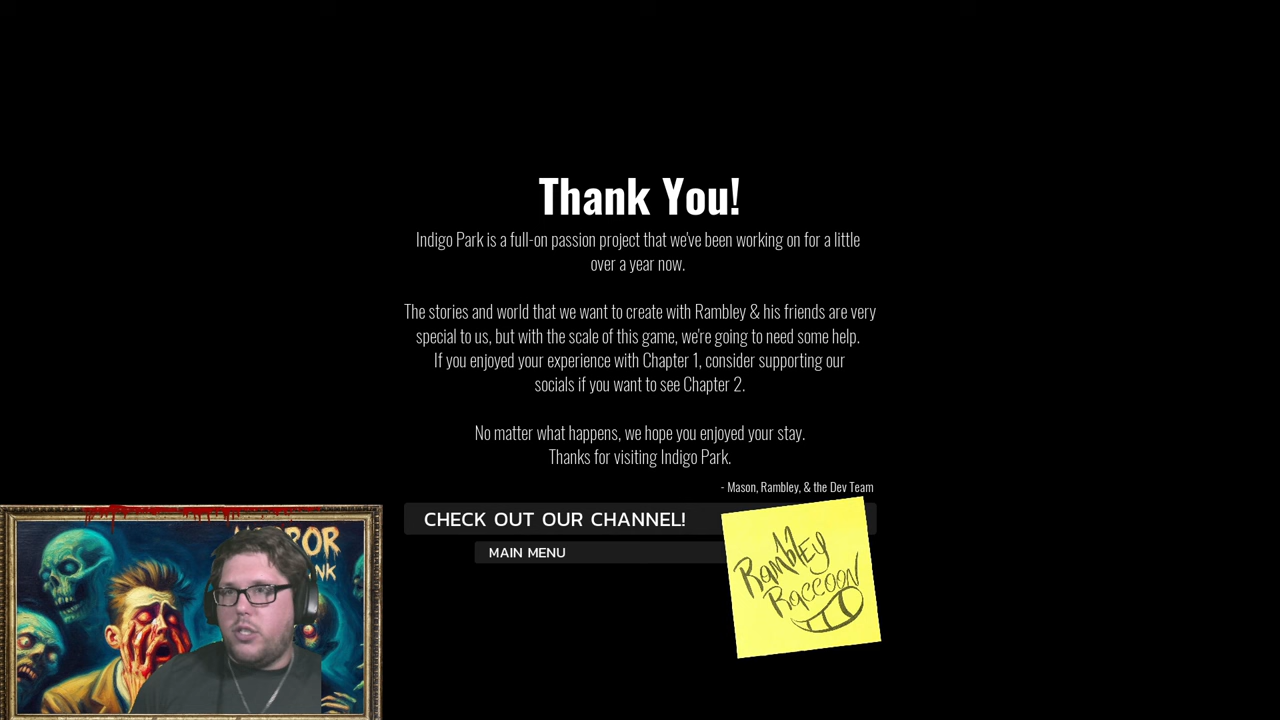 Thank You!
Indigo Park is a full-on passion project that we've been working on for a little
over a year now.
The stories and world that we want to create with Rambley & his friends are very
special to us, but with the scale of this game, we're going to need some help.
If you enjoyed your experience with Chapter 1, consider supporting our
socials if you want to see Chapter 2.
No matter what happens, we hope you enjoyed your stay.
Thanks for visiting Indigo Park.
- Mason, Rambley, & the Dev Team
CHECK OUT OUR CHANNEL!
MAIN MENU
Rambley
Raccoon